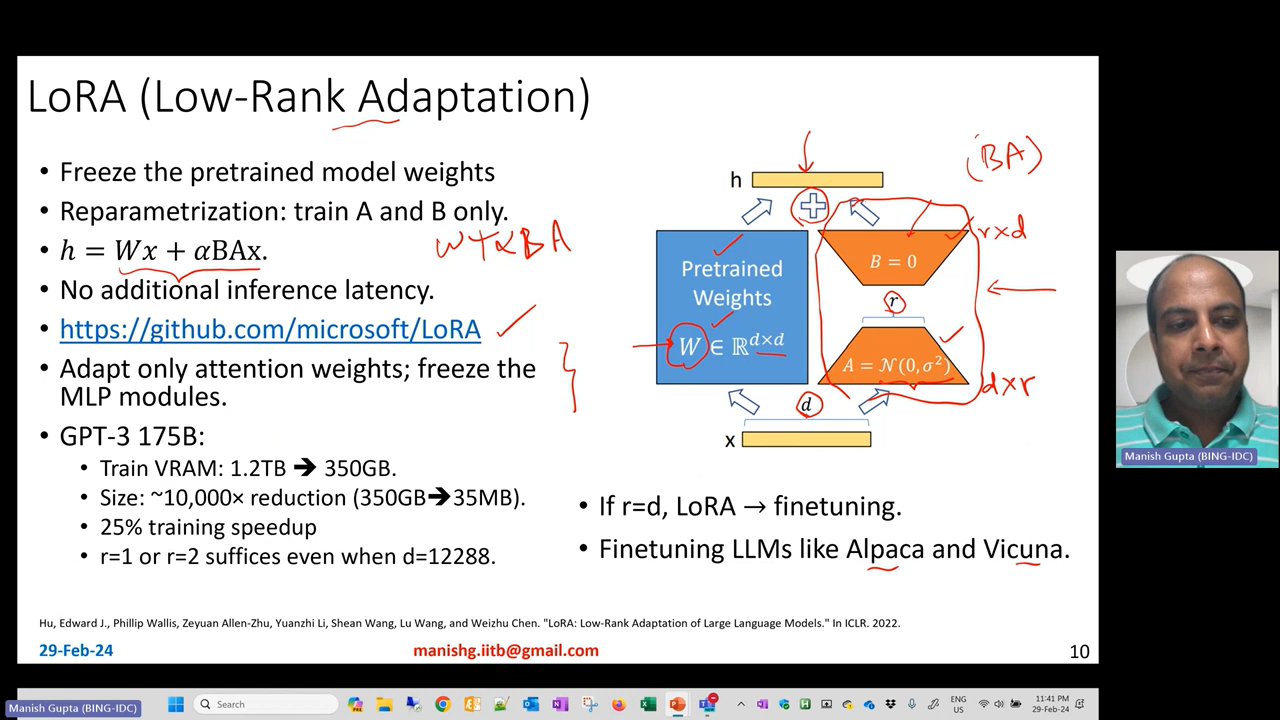 LoRA (Low-Rank Adaptation)
• Freeze the pretrained model weights
• Reparametrization: train A and B only.
• h = Wx + αBAx.
W+αBA
• No additional inference latency.
• https://github.com/microsoft/LoRA
• Adapt only attention weights; freeze the
MLP modules.
• GPT-3 175B:
• Train VRAM: 1.2TB ➔ 350GB.
• Size: ~10,000× reduction (350GB➔35MB).
• 25% training speedup
• r=1 or r=2 suffices even when d=12288.
(BA)
h
r×d
B = 0
Pretrained
Weights
r
W ∈ ℝ^{d×d}
A = 𝒩(0, σ²)
d×r
d
x
• If r=d, LoRA → finetuning.
• Finetuning LLMs like Alpaca and Vicuna.
Hu, Edward J., Phillip Wallis, Zeyuan Allen-Zhu, Yuanzhi Li, Shean Wang, Lu Wang, and Weizhu Chen. "LoRA: Low-Rank Adaptation of Large Language Models." In ICLR. 2022.
29-Feb-24 manishg.iitb@gmail.com 10
Manish Gupta (BING-IDC)
Manish Gupta (BING-IDC)
Search
ENG
US
11:41 PM
29-Feb-24